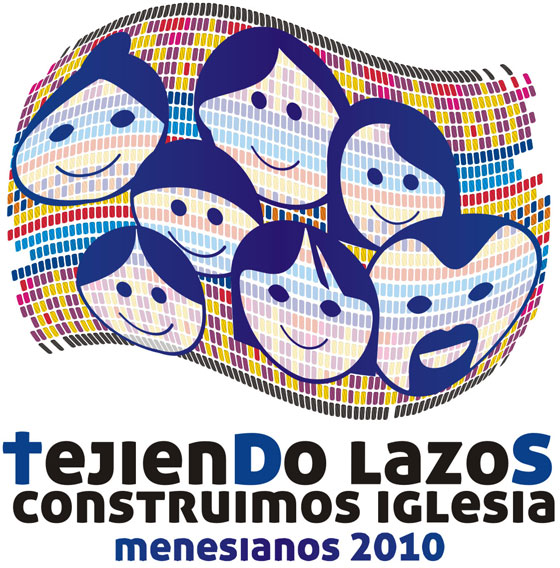 tejienDo lazoS
construimos iglesia
menesianos 2010